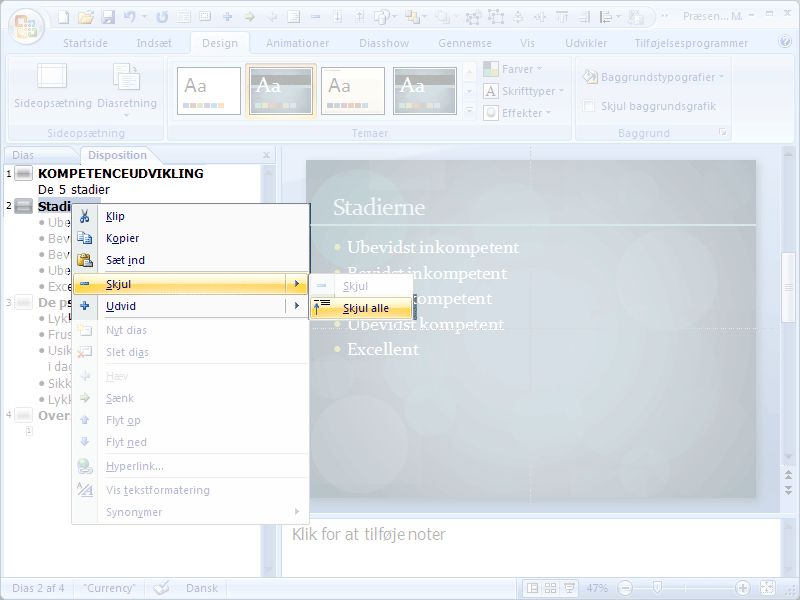 Præsen... M...
Startside Indsæt Design Animationer Diasshow Gennemse Vis Udvikler Tilføjelsesprogrammer
Sideopsætning Diasretning
Sideopsætning
Aa Aa Aa Aa
Temaer
Farver
Skrifttyper
Effekter
Baggrundstypografier
Skjul baggrundsgrafik
Baggrund
Dias Disposition
1 KOMPETENCEUDVIKLING
De 5 stadier
2 Stadi
Ube
Bev
Bev
Ube
Exce
3 De p
Lykk
Frus
Usik
i dag
Sikk
Lykk
4 Over
1
Klip
Kopier
Sæt ind
Skjul
Udvid
Nyt dias
Slet dias
Hæv
Sænk
Flyt op
Flyt ned
Hyperlink...
Vis tekstformatering
Synonymer
Skjul
Skjul alle
Stadierne
Ubevidst inkompetent
Bevidst inkompetent
kompetent
Ubevidst kompetent
Excellent
Klik for at tilføje noter
Dias 2 af 4 "Currency" Dansk 47%